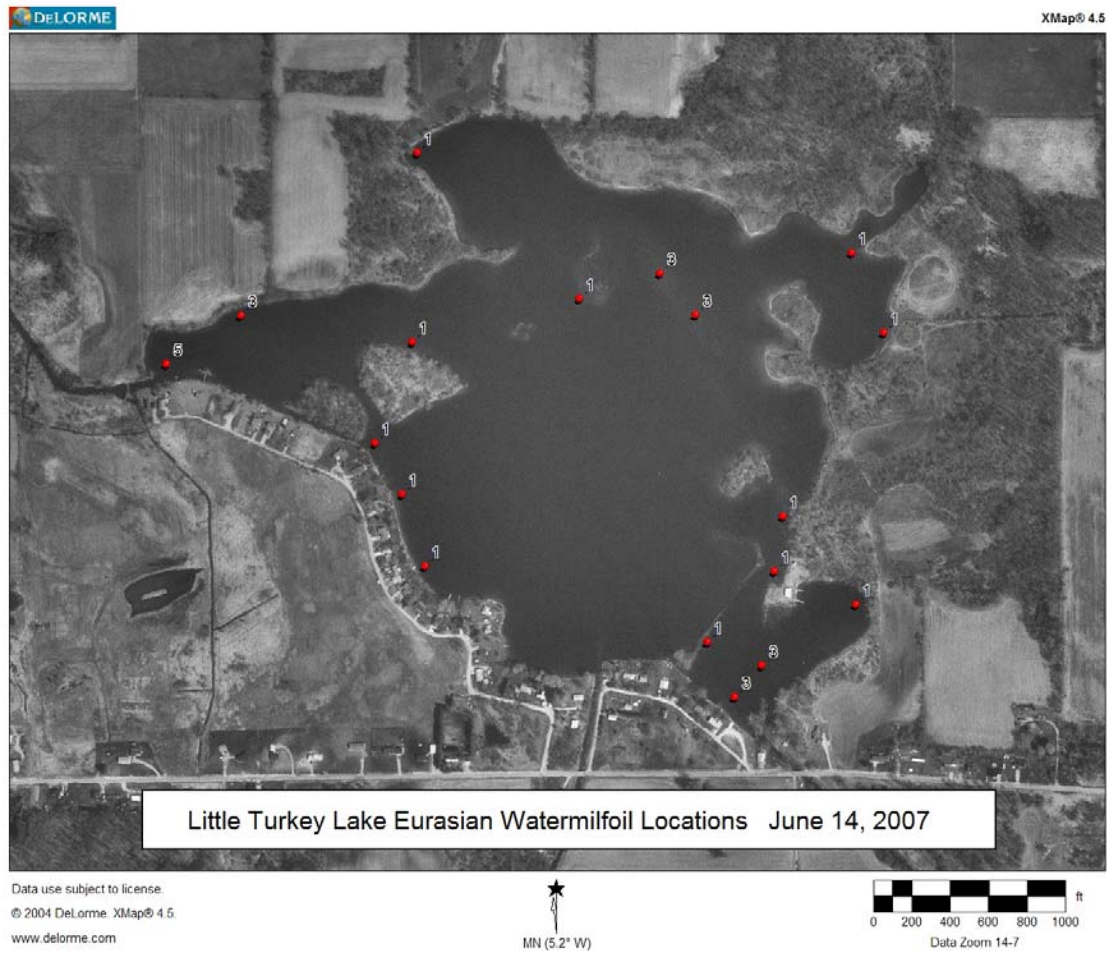 DELORME
XMap® 4.5
1
1
3
1
3
3
1
1
5
1
1
1
1
1
1
1
1
3
3
Little Turkey Lake Eurasian Watermilfoil Locations June 14, 2007
Data use subject to license.
© 2004 DeLorme. XMap® 4.5.
www.delorme.com
MN (5.2° W)
ft
0 200 400 600 800 1000
Data Zoom 14-7